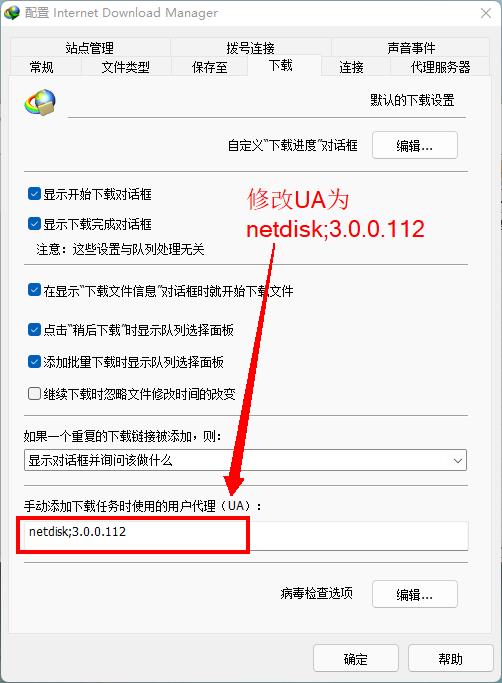 配置 Internet Download Manager
站点管理 拨号连接 声音事件
常规 文件类型 保存至 下载 连接 代理服务器
默认的下载设置
自定义“下载进度”对话框 编辑...
显示开始下载对话框
修改UA为
显示下载完成对话框
netdisk;3.0.0.112
注意：这些设置与队列处理无关
在显示“下载文件信息”对话框时就开始下载文件
点击“稍后下载”时显示队列选择面板
添加批量下载时显示队列选择面板
继续下载时忽略文件修改时间的改变
如果一个重复的下载链接被添加，则：
显示对话框并询问该做什么
手动添加下载任务时使用的用户代理（UA）：
netdisk;3.0.0.112
病毒检查选项 编辑...
确定 帮助